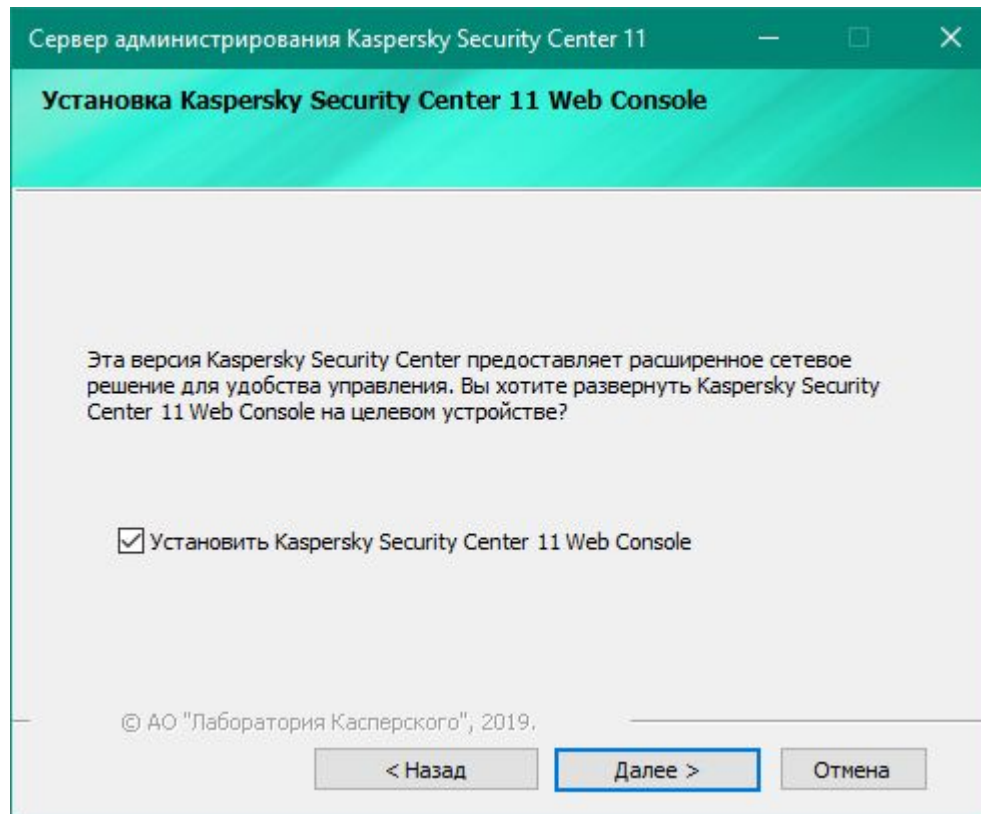 Сервер администрирования Kaspersky Security Center 11
Установка Kaspersky Security Center 11 Web Console
Эта версия Kaspersky Security Center предоставляет расширенное сетевое
решение для удобства управления. Вы хотите развернуть Kaspersky Security
Center 11 Web Console на целевом устройстве?
Установить Kaspersky Security Center 11 Web Console
© АО "Лаборатория Касперского", 2019.
< Назад Далее > Отмена